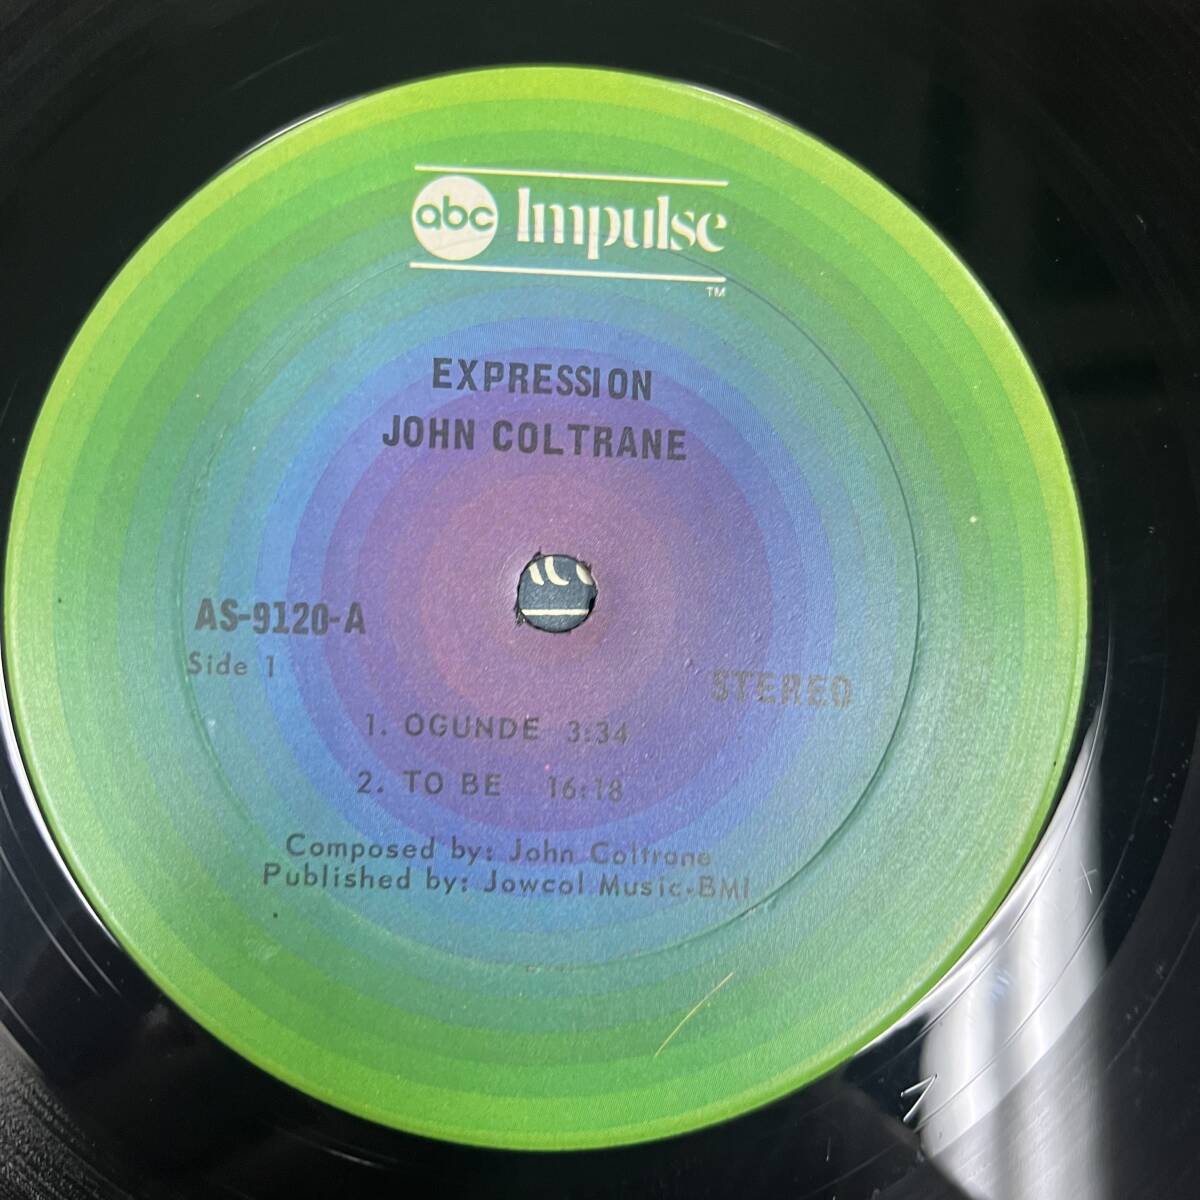 abc Impulse
TM
EXPRESSION
JOHN COLTRANE
AS-9120-A
Side 1
STEREO
1. OGUNDE 3:34
2. TO BE 16:18
Composed by: John Coltrane
Published by: Jowcol Music-BMI